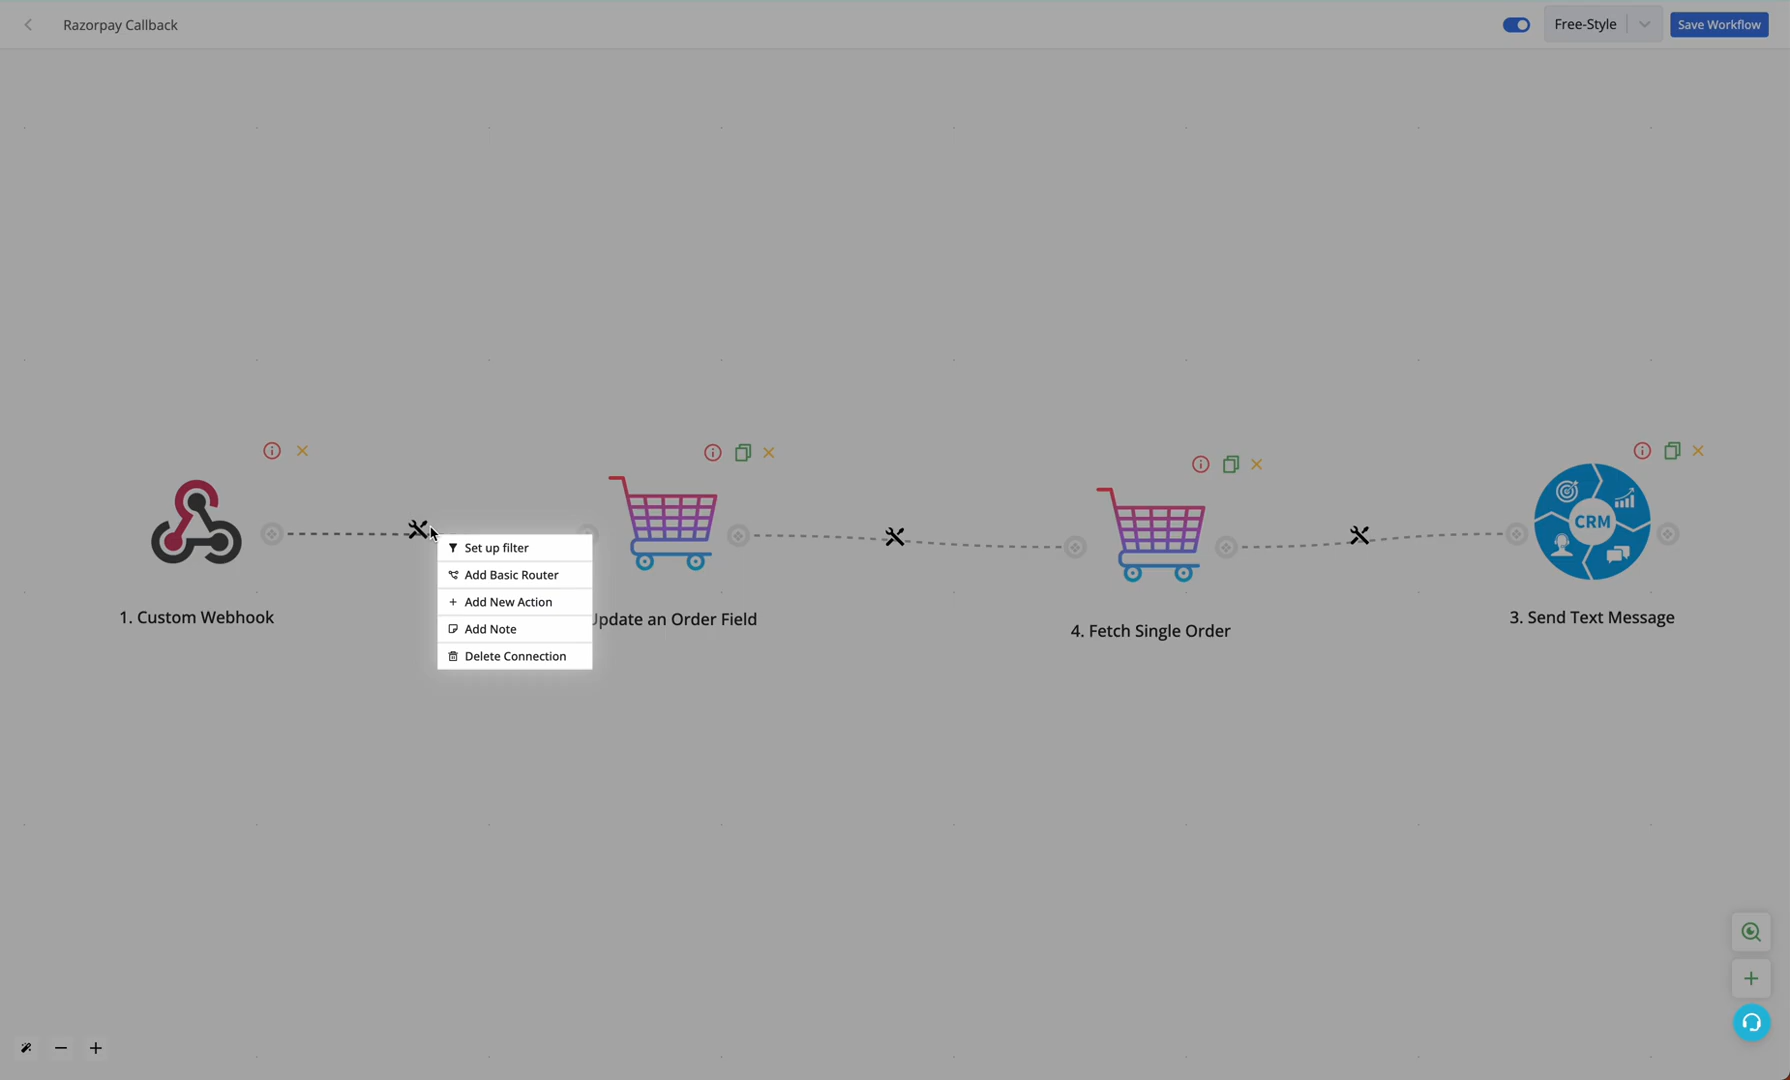 Razorpay Callback
Free-Style
Save Workflow
Set up filter
Add Basic Router
Add New Action
Add Note
Delete Connection
1. Custom Webhook
Update an Order Field
4. Fetch Single Order
CRM
3. Send Text Message